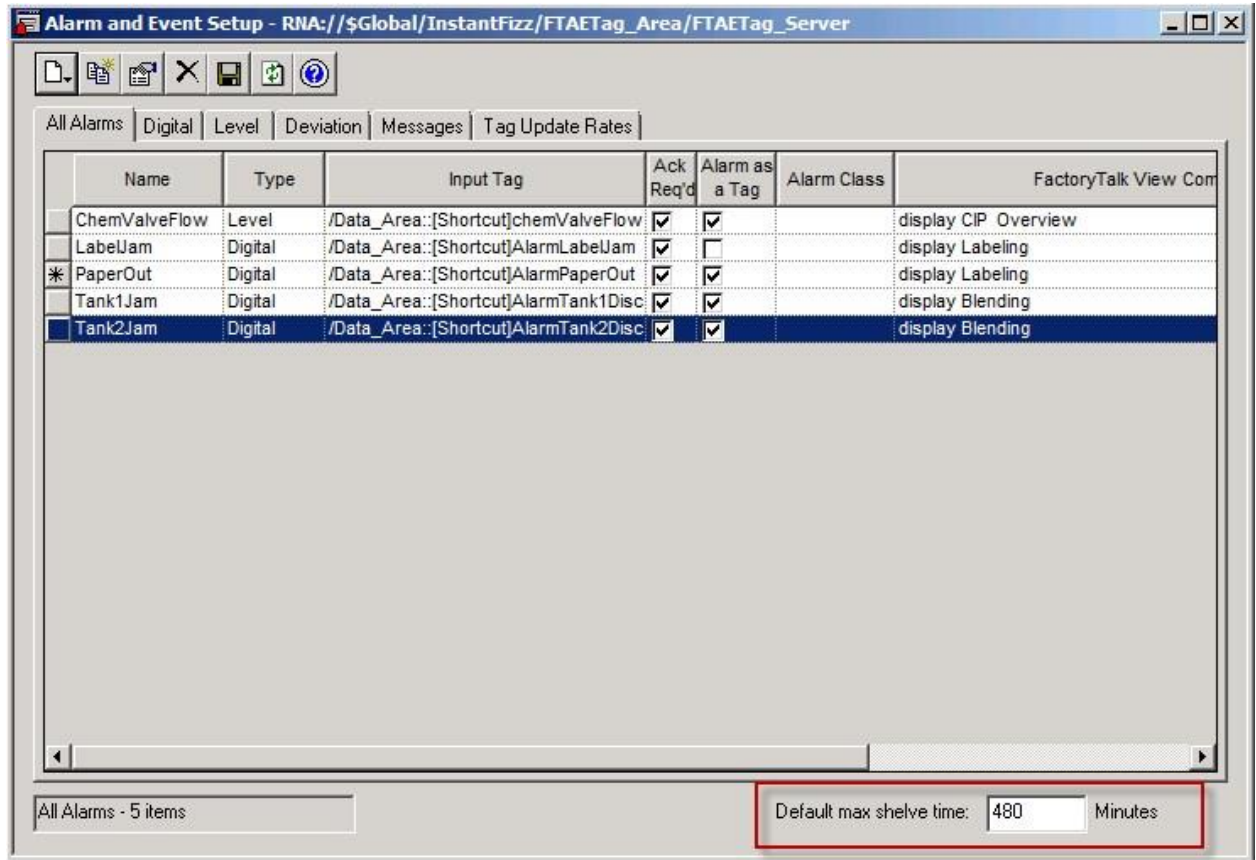 Alarm and Event Setup - RNA://$Global/InstantFizz/FTAETag_Area/FTAETag_Server
All Alarms Digital Level Deviation Messages Tag Update Rates
Name Type Input Tag Ack Req'd Alarm as a Tag Alarm Class FactoryTalk View Com
ChemValveFlow Level /Data_Area::[Shortcut]chemValveFlow display CIP Overview
LabelJam Digital /Data_Area::[Shortcut]AlarmLabelJam display Labeling
* PaperOut Digital /Data_Area::[Shortcut]AlarmPaperOut display Labeling
Tank1Jam Digital /Data_Area::[Shortcut]AlarmTank1Disc display Blending
Tank2Jam Digital /Data_Area::[Shortcut]AlarmTank2Disc display Blending
All Alarms - 5 items Default max shelve time: 480 Minutes